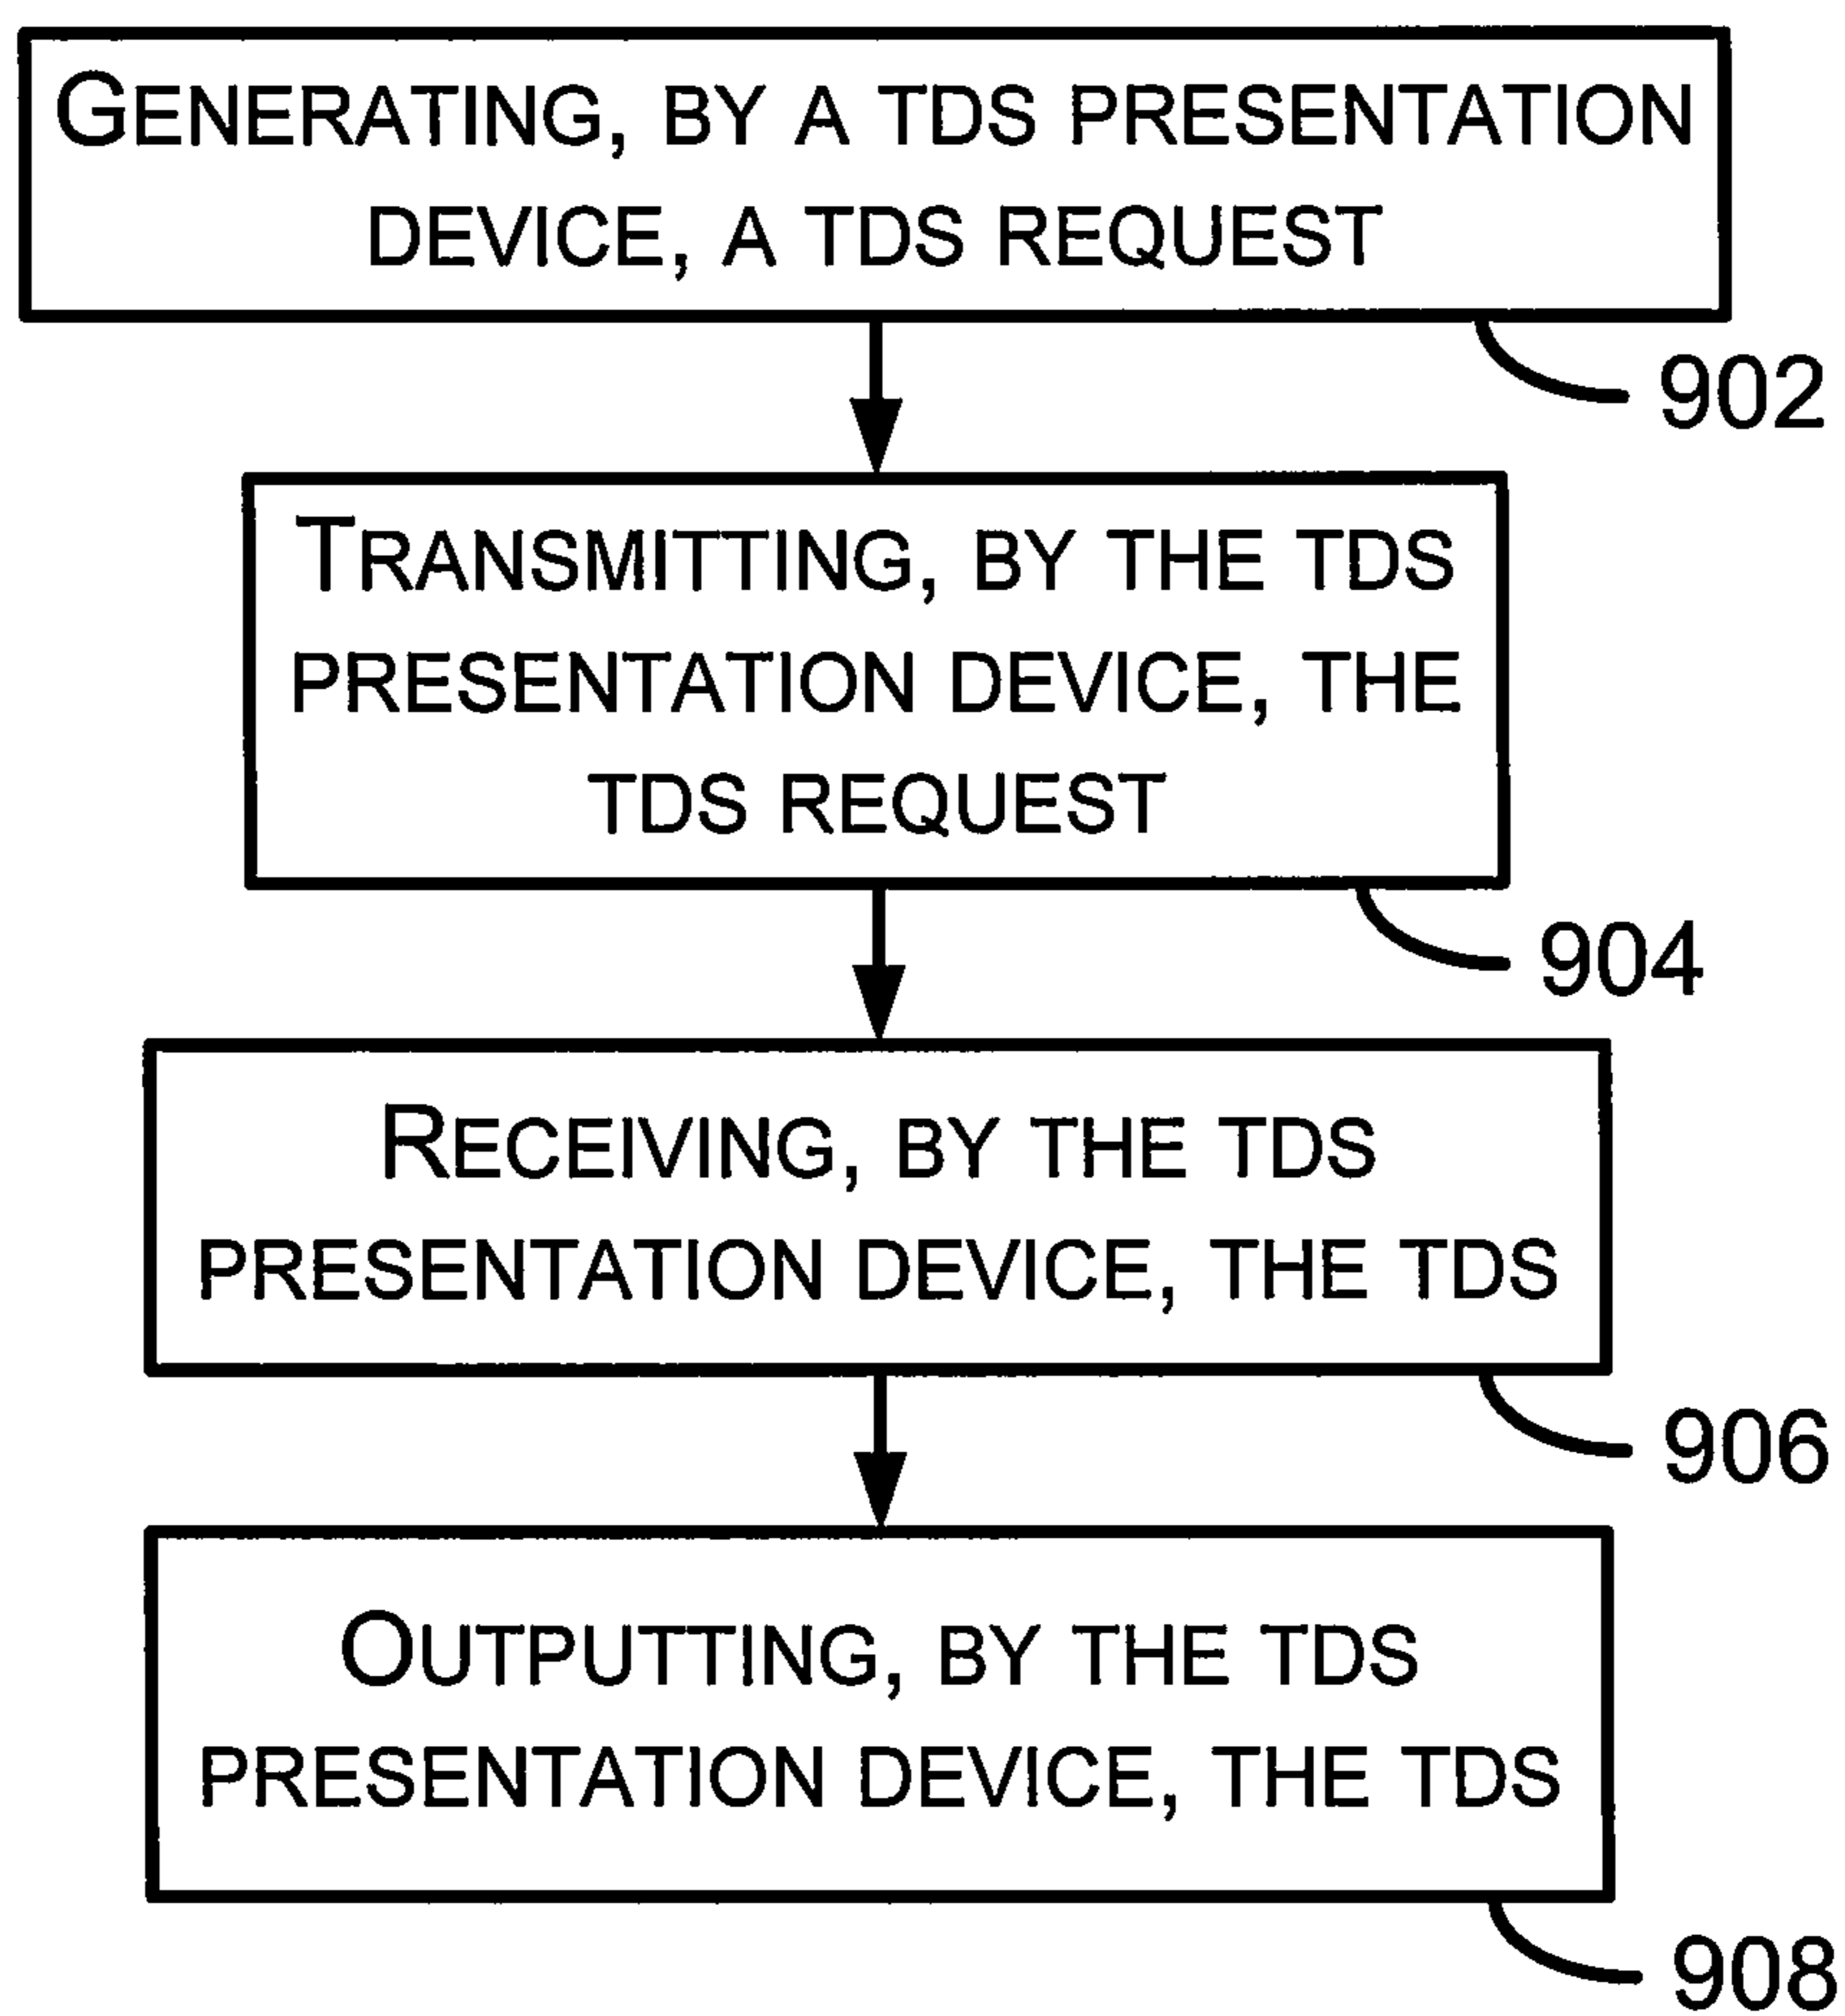 GENERATING, BY A TDS PRESENTATION
DEVICE, A TDS REQUEST
902
TRANSMITTING, BY THE TDS
PRESENTATION DEVICE, THE
TDS REQUEST
904
RECEIVING, BY THE TDS
PRESENTATION DEVICE, THE TDS
906
OUTPUTTING, BY THE TDS
PRESENTATION DEVICE, THE TDS
908